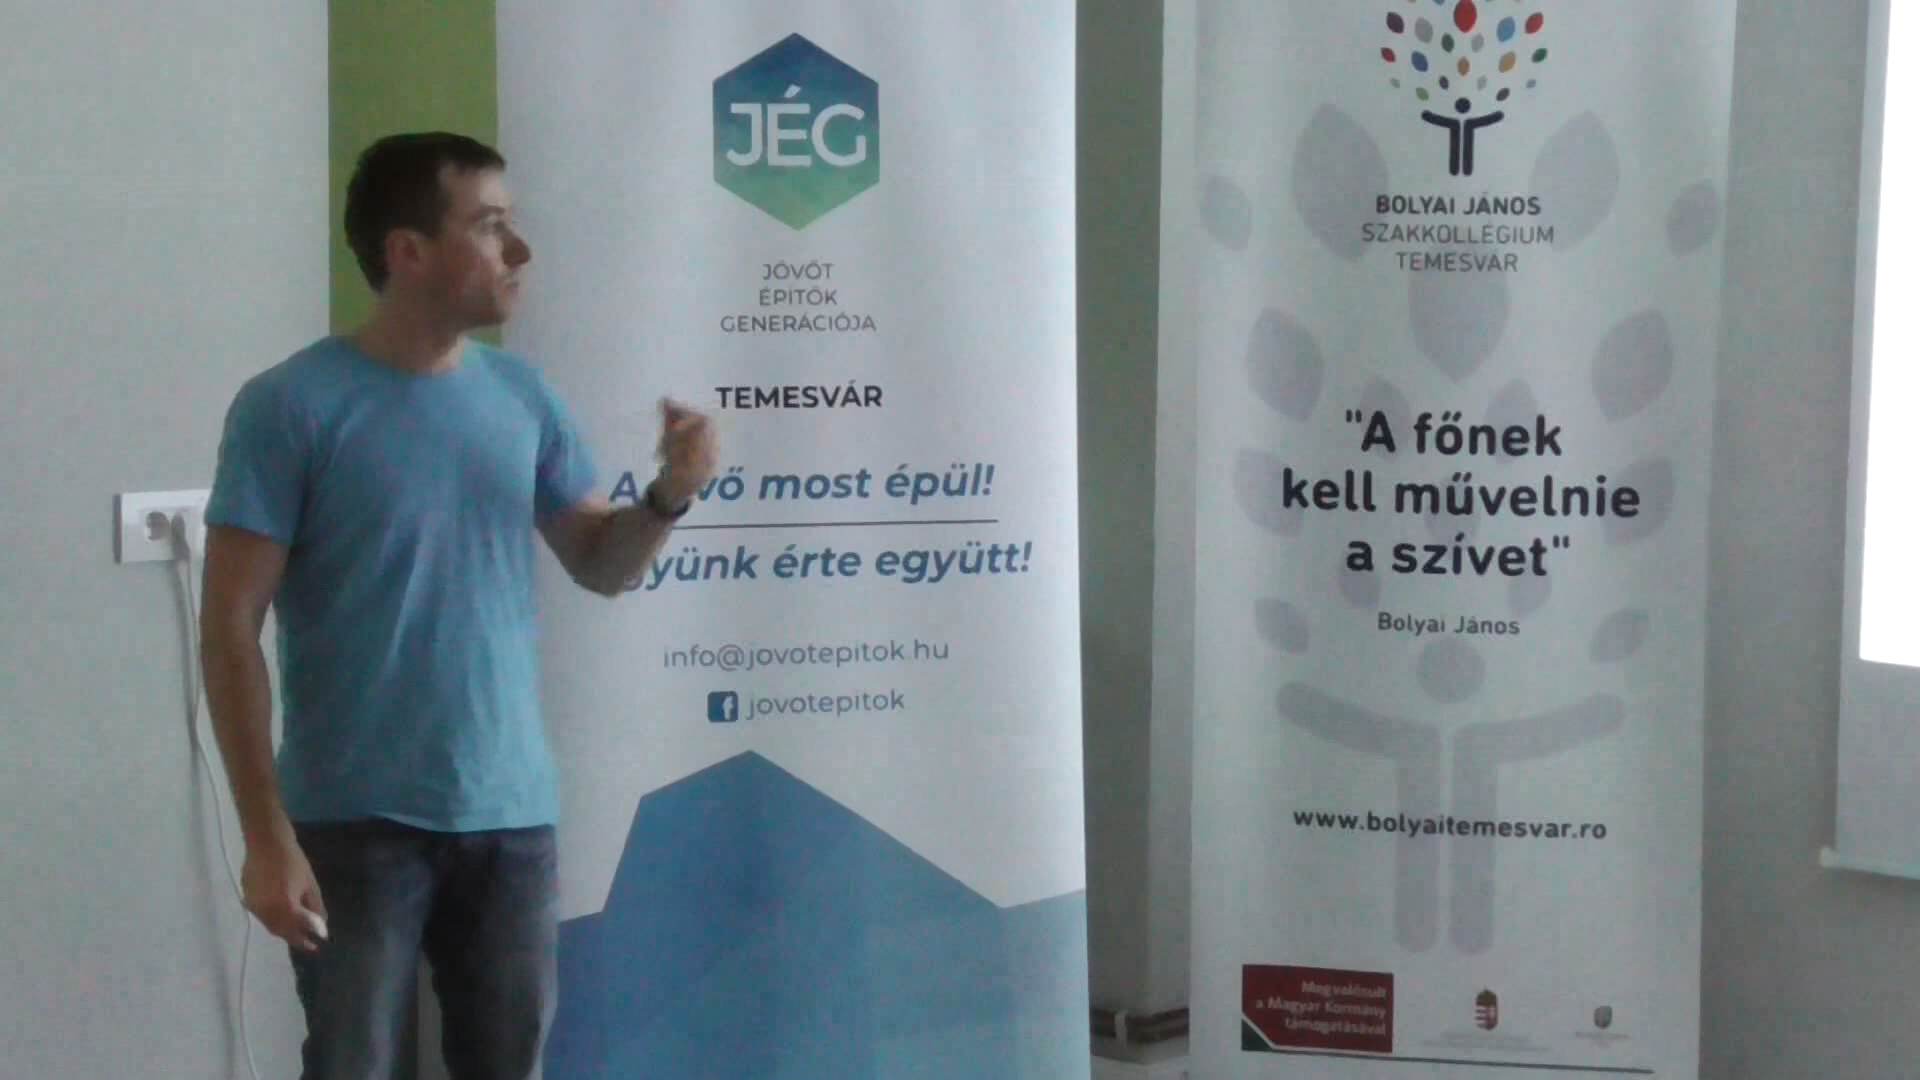 JÉG
JÖVŐT
ÉPÍTŐK
GENERÁCIÓJA
TEMESVÁR
A vő most épül!
yünk érte együtt!
info@jovotepitok.hu
f jovotepitok
BOLYAI JÁNOS
SZAKKOLLÉGIUM
TEMESVÁR
"A főnek
kell művelnie
a szívet"
Bolyai János
www.bolyaitemesvar.ro
Megvalósult
a Magyar Kormány
támogatásával